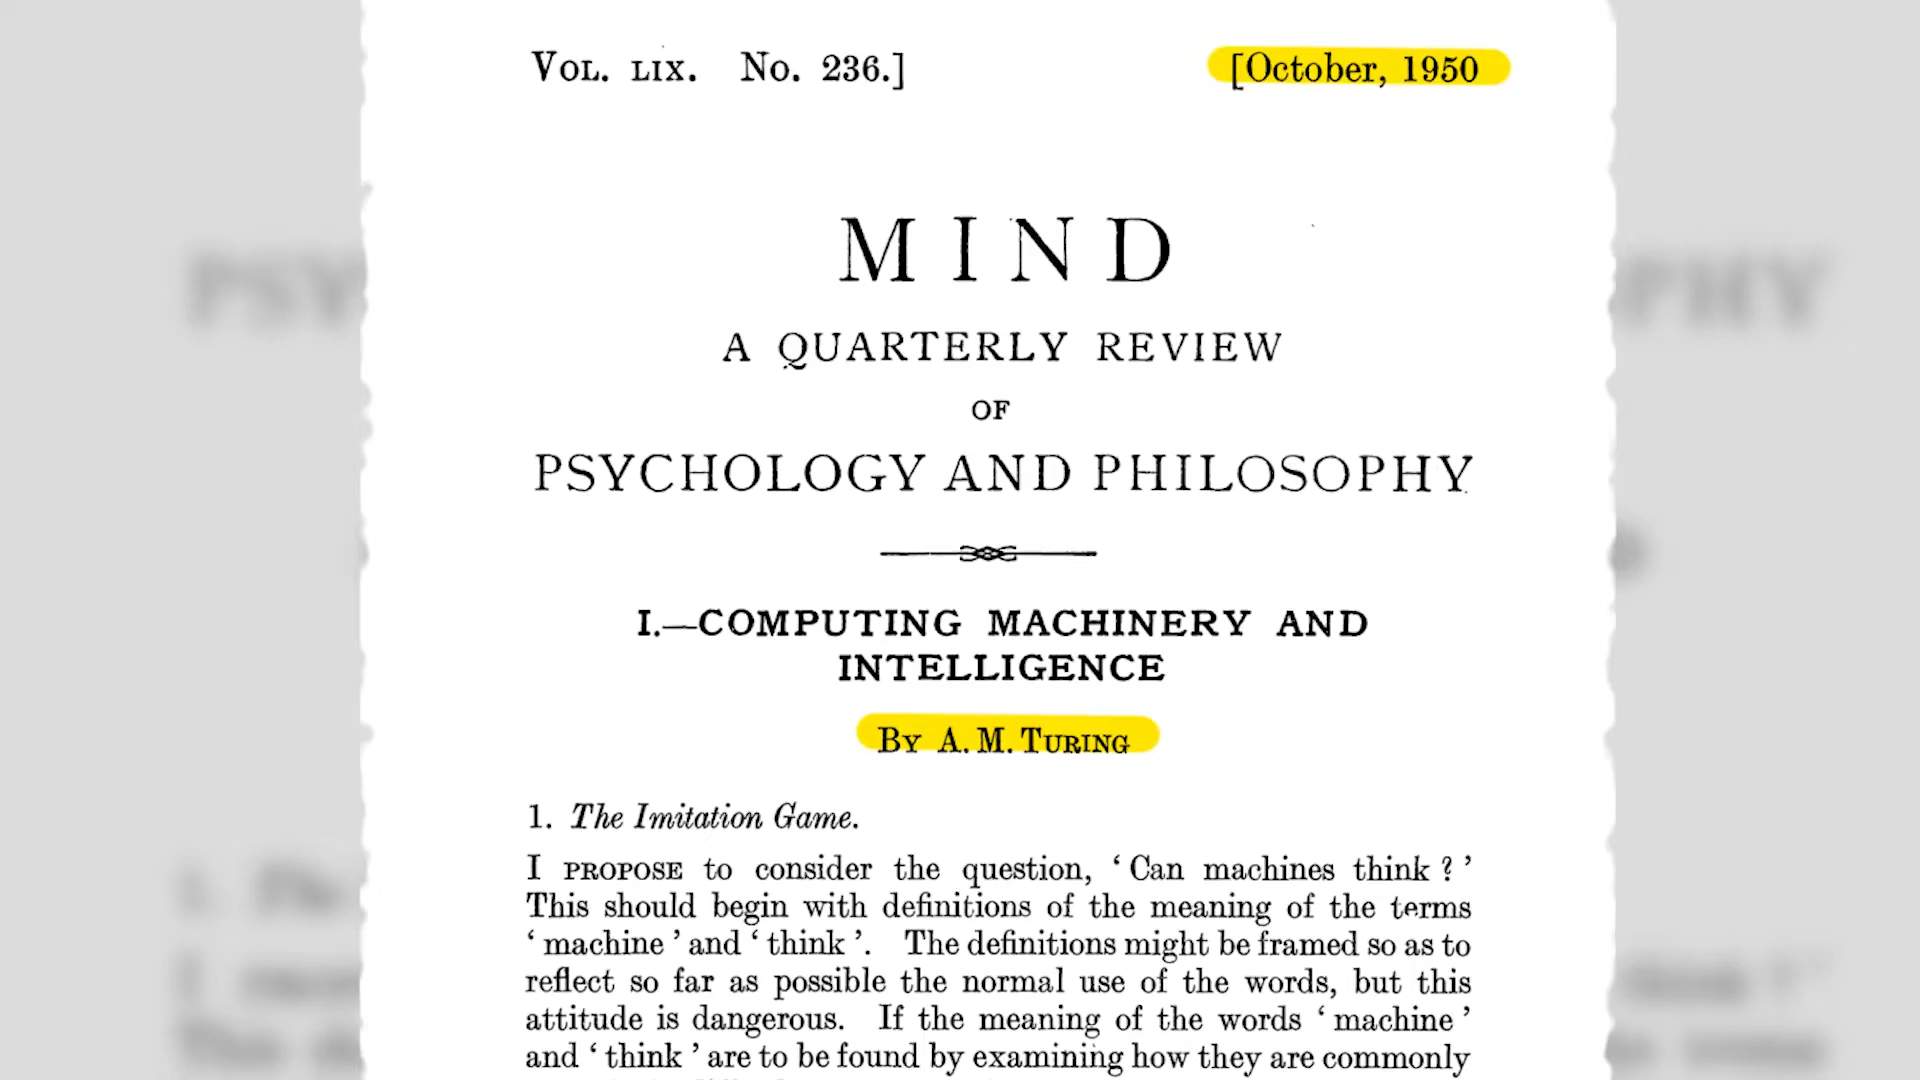 VOL. LIX. No. 236.] [October, 1950
MIND
A QUARTERLY REVIEW
OF
PSYCHOLOGY AND PHILOSOPHY
I.—COMPUTING MACHINERY AND
INTELLIGENCE
BY A. M. TURING
1. The Imitation Game.
I PROPOSE to consider the question, ‘ Can machines think ? ’
This should begin with definitions of the meaning of the terms
‘ machine ’ and ‘ think ’. The definitions might be framed so as to
reflect so far as possible the normal use of the words, but this
attitude is dangerous. If the meaning of the words ‘ machine ’
and ‘ think ’ are to be found by examining how they are commonly